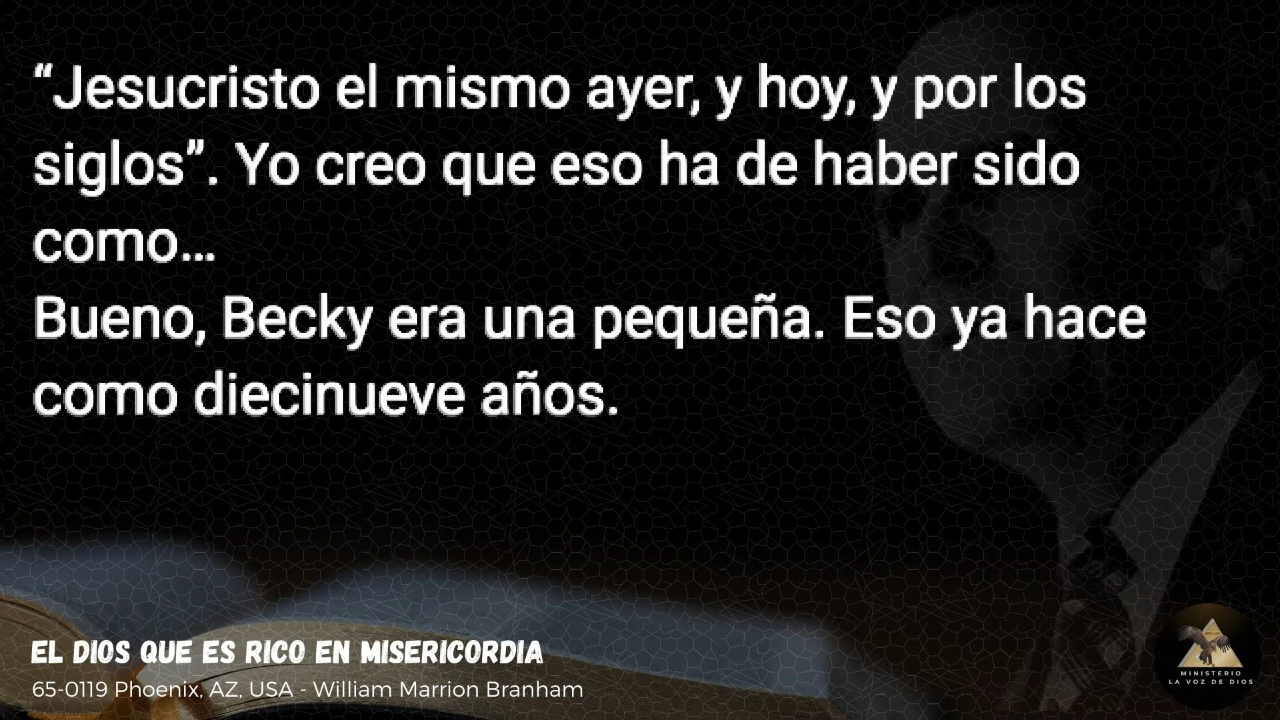 “Jesucristo el mismo ayer, y hoy, y por los
siglos”. Yo creo que eso ha de haber sido
como…
Bueno, Becky era una pequeña. Eso ya hace
como diecinueve años.
EL DIOS QUE ES RICO EN MISERICORDIA
65-0119 Phoenix, AZ, USA - William Marrion Branham
MINISTERIO
LA VOZ DE DIOS